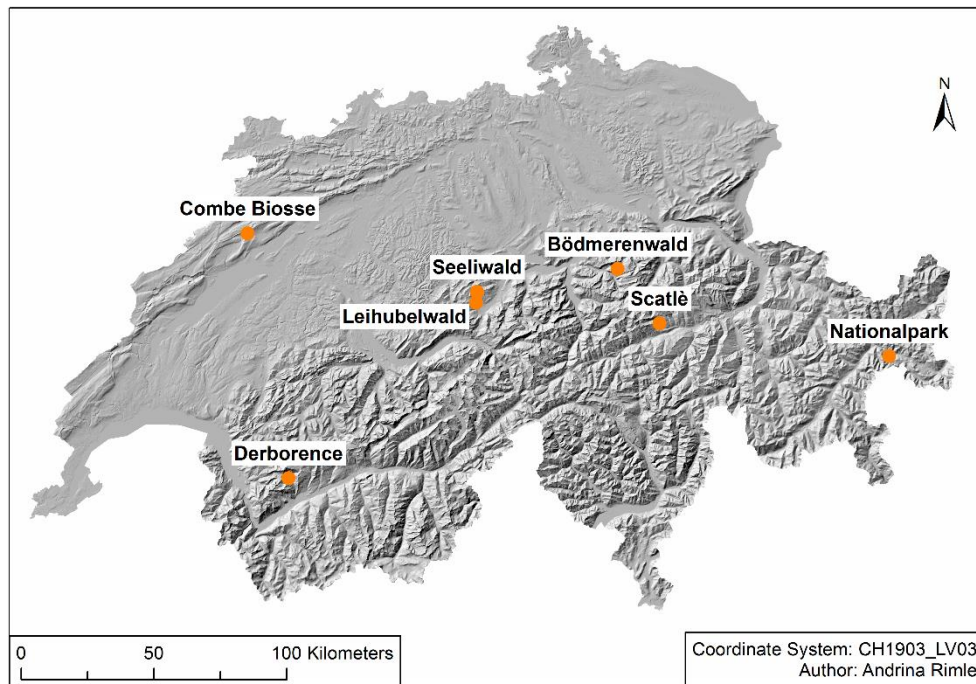 N
Combe Biosse
Bödmerenwald
Seeliwald
Scatlè
Leihubelwald
Nationalpark
Derborence
0 50 100 Kilometers
Coordinate System: CH1903_LV03
Author: Andrina Rimle